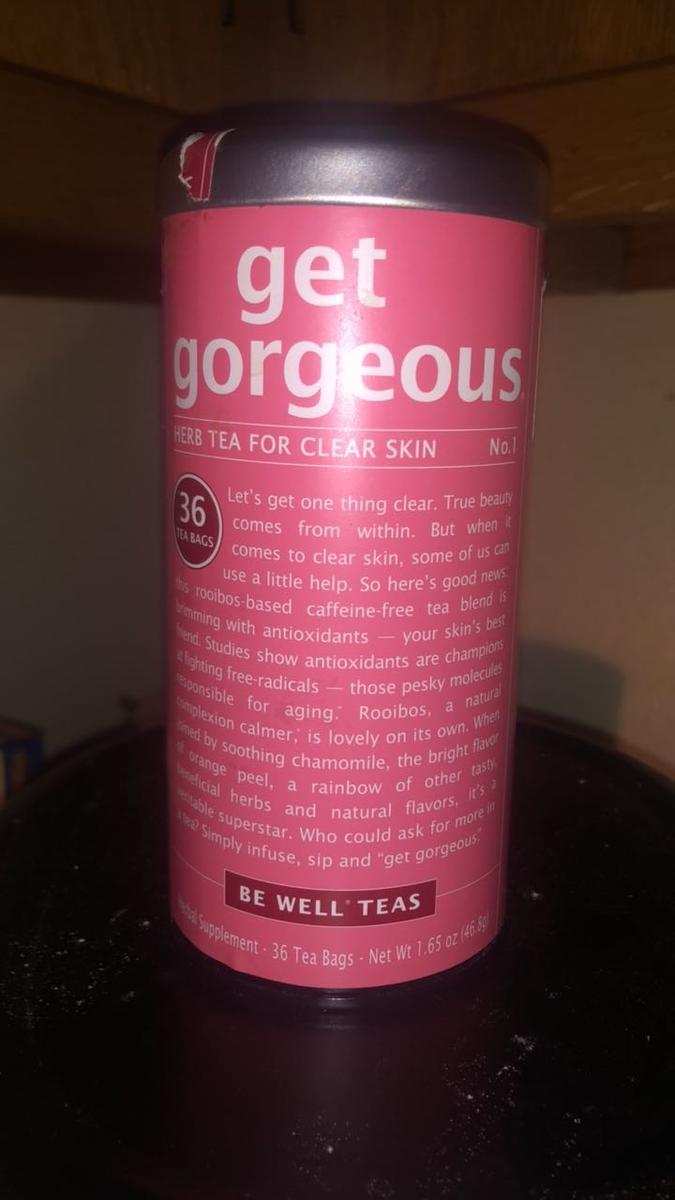 get
gorgeous
HERB TEA FOR CLEAR SKIN No.1
36
TEA BAGS
Let's get one thing clear. True beauty
comes from within. But when it
comes to clear skin, some of us can
use a little help. So here's good news:
this rooibos-based caffeine-free tea blend is
brimming with antioxidants — your skin's best
friend. Studies show antioxidants are champions
at fighting free-radicals — those pesky molecules
responsible for aging.* Rooibos, a natural
complexion calmer,* is lovely on its own. When
joined by soothing chamomile, the bright flavor
of orange peel, a rainbow of other tasty,
beneficial herbs and natural flavors, it's a
veritable superstar. Who could ask for more in
a tea? Simply infuse, sip and "get gorgeous."
BE WELL® TEAS
Herbal Supplement · 36 Tea Bags · Net Wt 1.65 oz (46.8g)